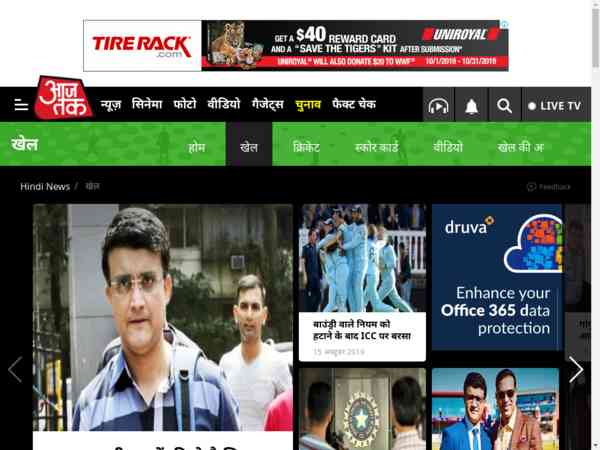 TIRE RACK
.com
GET A $40 REWARD CARD
AND A "SAVE THE TIGERS" KIT AFTER SUBMISSION*
UNIROYAL® WILL ALSO DONATE $20 TO WWF®
UNIROYAL
10/1/2019 - 10/31/2019
आज तक
न्यूज़ सिनेमा फोटो वीडियो गैजेट्स चुनाव फैक्ट चेक
LIVE TV
खेल
होम खेल क्रिकेट स्कोर कार्ड वीडियो खेल की
Hindi News / खेल
Feedback
druva
Enhance your
Office 365 data
protection
बाउंड्री वाले नियम को
हटाने के बाद ICC पर बरसा
15 अक्टूबर 2019